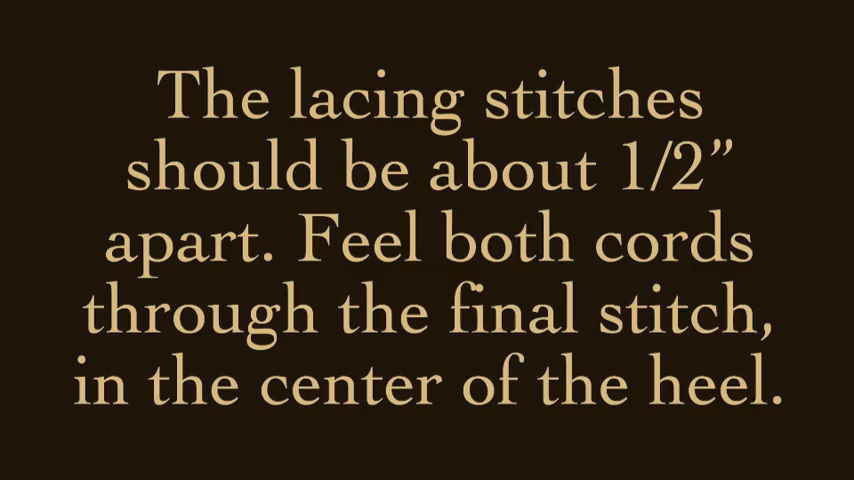 The lacing stitches
should be about 1/2”
apart. Feel both cords
through the final stitch,
in the center of the heel.